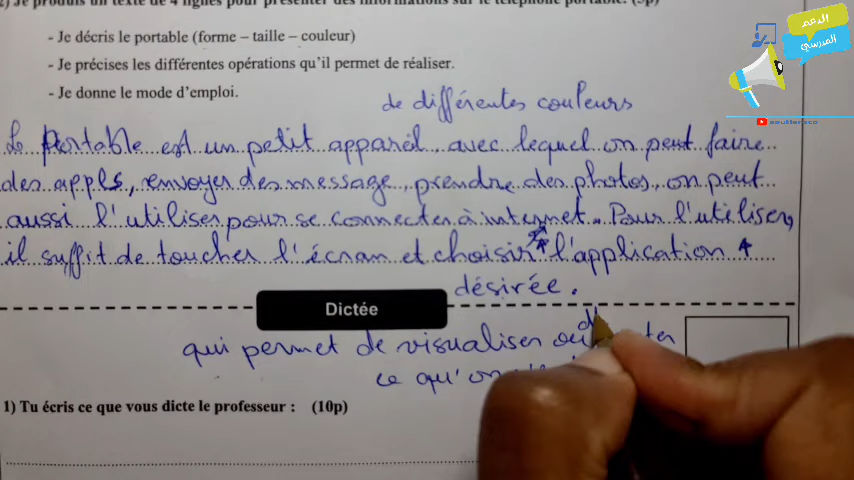 2) Je produis un texte de 4 lignes pour présenter des informations sur le téléphone portable. (5p)
- Je décris le portable (forme – taille – couleur)
- Je précises les différentes opérations qu'il permet de réaliser.
- Je donne le mode d'emploi.
de différentes couleurs
Le Portable est un petit appareil, avec lequel on peut faire
des appls, envoyer des message, prendre des photos, on peut
aussi l'utiliser pour se connecter à internet. Pour l'utiliser,
il suffit de toucher l'écran et choisir l'application
désirée.
Dictée
qui permet de visualiser ou d'
ce qu'on
1) Tu écris ce que vous dicte le professeur : (10p)
الدعم
المدرسي